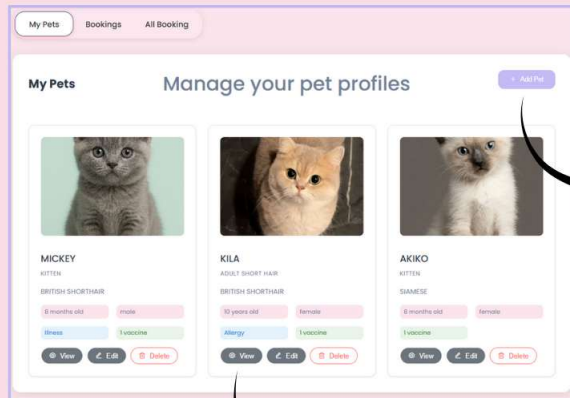 My Pets Bookings All Booking
My Pets Manage your pet profiles + Add Pet
MICKEY
KITTEN
BRITISH SHORTHAIR
8 months old male
Illness 1 vaccine
View Edit Delete
KILA
ADULT SHORT HAIR
BRITISH SHORTHAIR
10 years old female
Allergy 1 vaccine
View Edit Delete
AKIKO
KITTEN
SIAMESE
8 months old female
1 vaccine
View Edit Delete